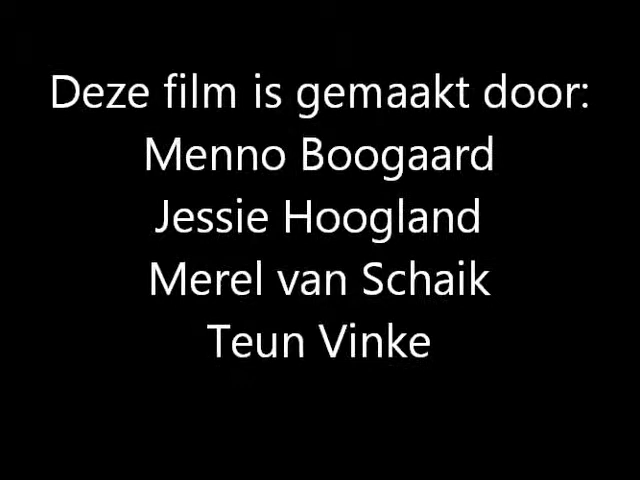 Deze film is gemaakt door:
Menno Boogaard
Jessie Hoogland
Merel van Schaik
Teun Vinke